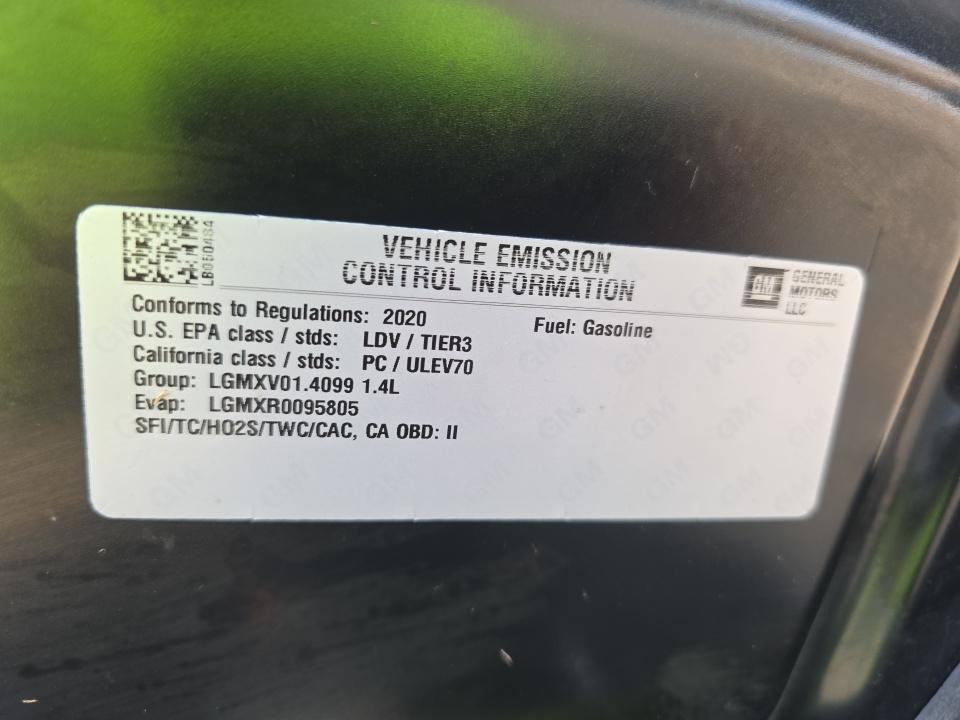 LB050484
VEHICLE EMISSION
CONTROL INFORMATION
GM
GENERAL
MOTORS
LLC
Conforms to Regulations: 2020
Fuel: Gasoline
U.S. EPA class / stds: LDV / TIER3
California class / stds: PC / ULEV70
Group: LGMXV01.4099 1.4L
Evap: LGMXR0095805
SFI/TC/HO2S/TWC/CAC, CA OBD: II